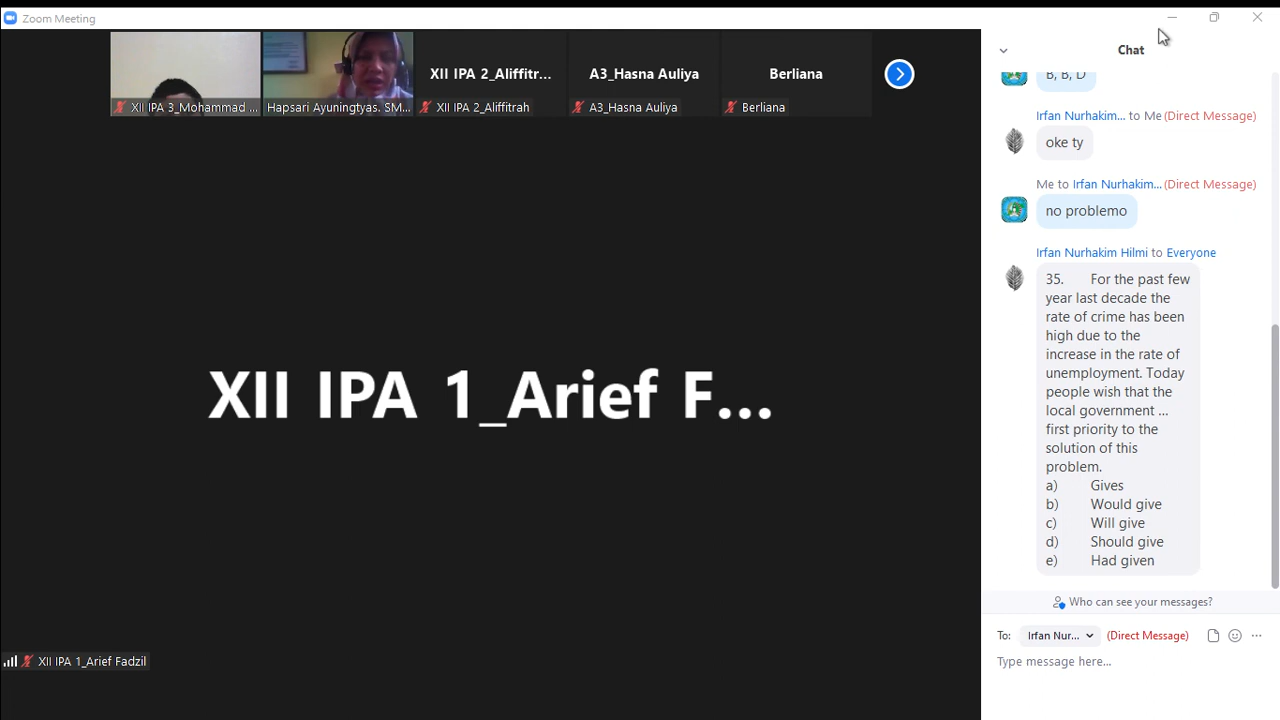 Zoom Meeting
XII IPA 3_Mohammad ...
Hapsari Ayuningtyas. SM...
XII IPA 2_Aliffitr...
XII IPA 2_Aliffitrah
A3_Hasna Auliya
A3_Hasna Auliya
Berliana
Berliana
XII IPA 1_Arief F...
XII IPA 1_Arief Fadzil
Chat
B, B, D
Irfan Nurhakim... to Me (Direct Message)
oke ty
Me to Irfan Nurhakim... (Direct Message)
no problemo
Irfan Nurhakim Hilmi to Everyone
35. For the past few
year last decade the
rate of crime has been
high due to the
increase in the rate of
unemployment. Today
people wish that the
local government ...
first priority to the
solution of this
problem.
a) Gives
b) Would give
c) Will give
d) Should give
e) Had given
Who can see your messages?
To: Irfan Nur... (Direct Message)
Type message here...